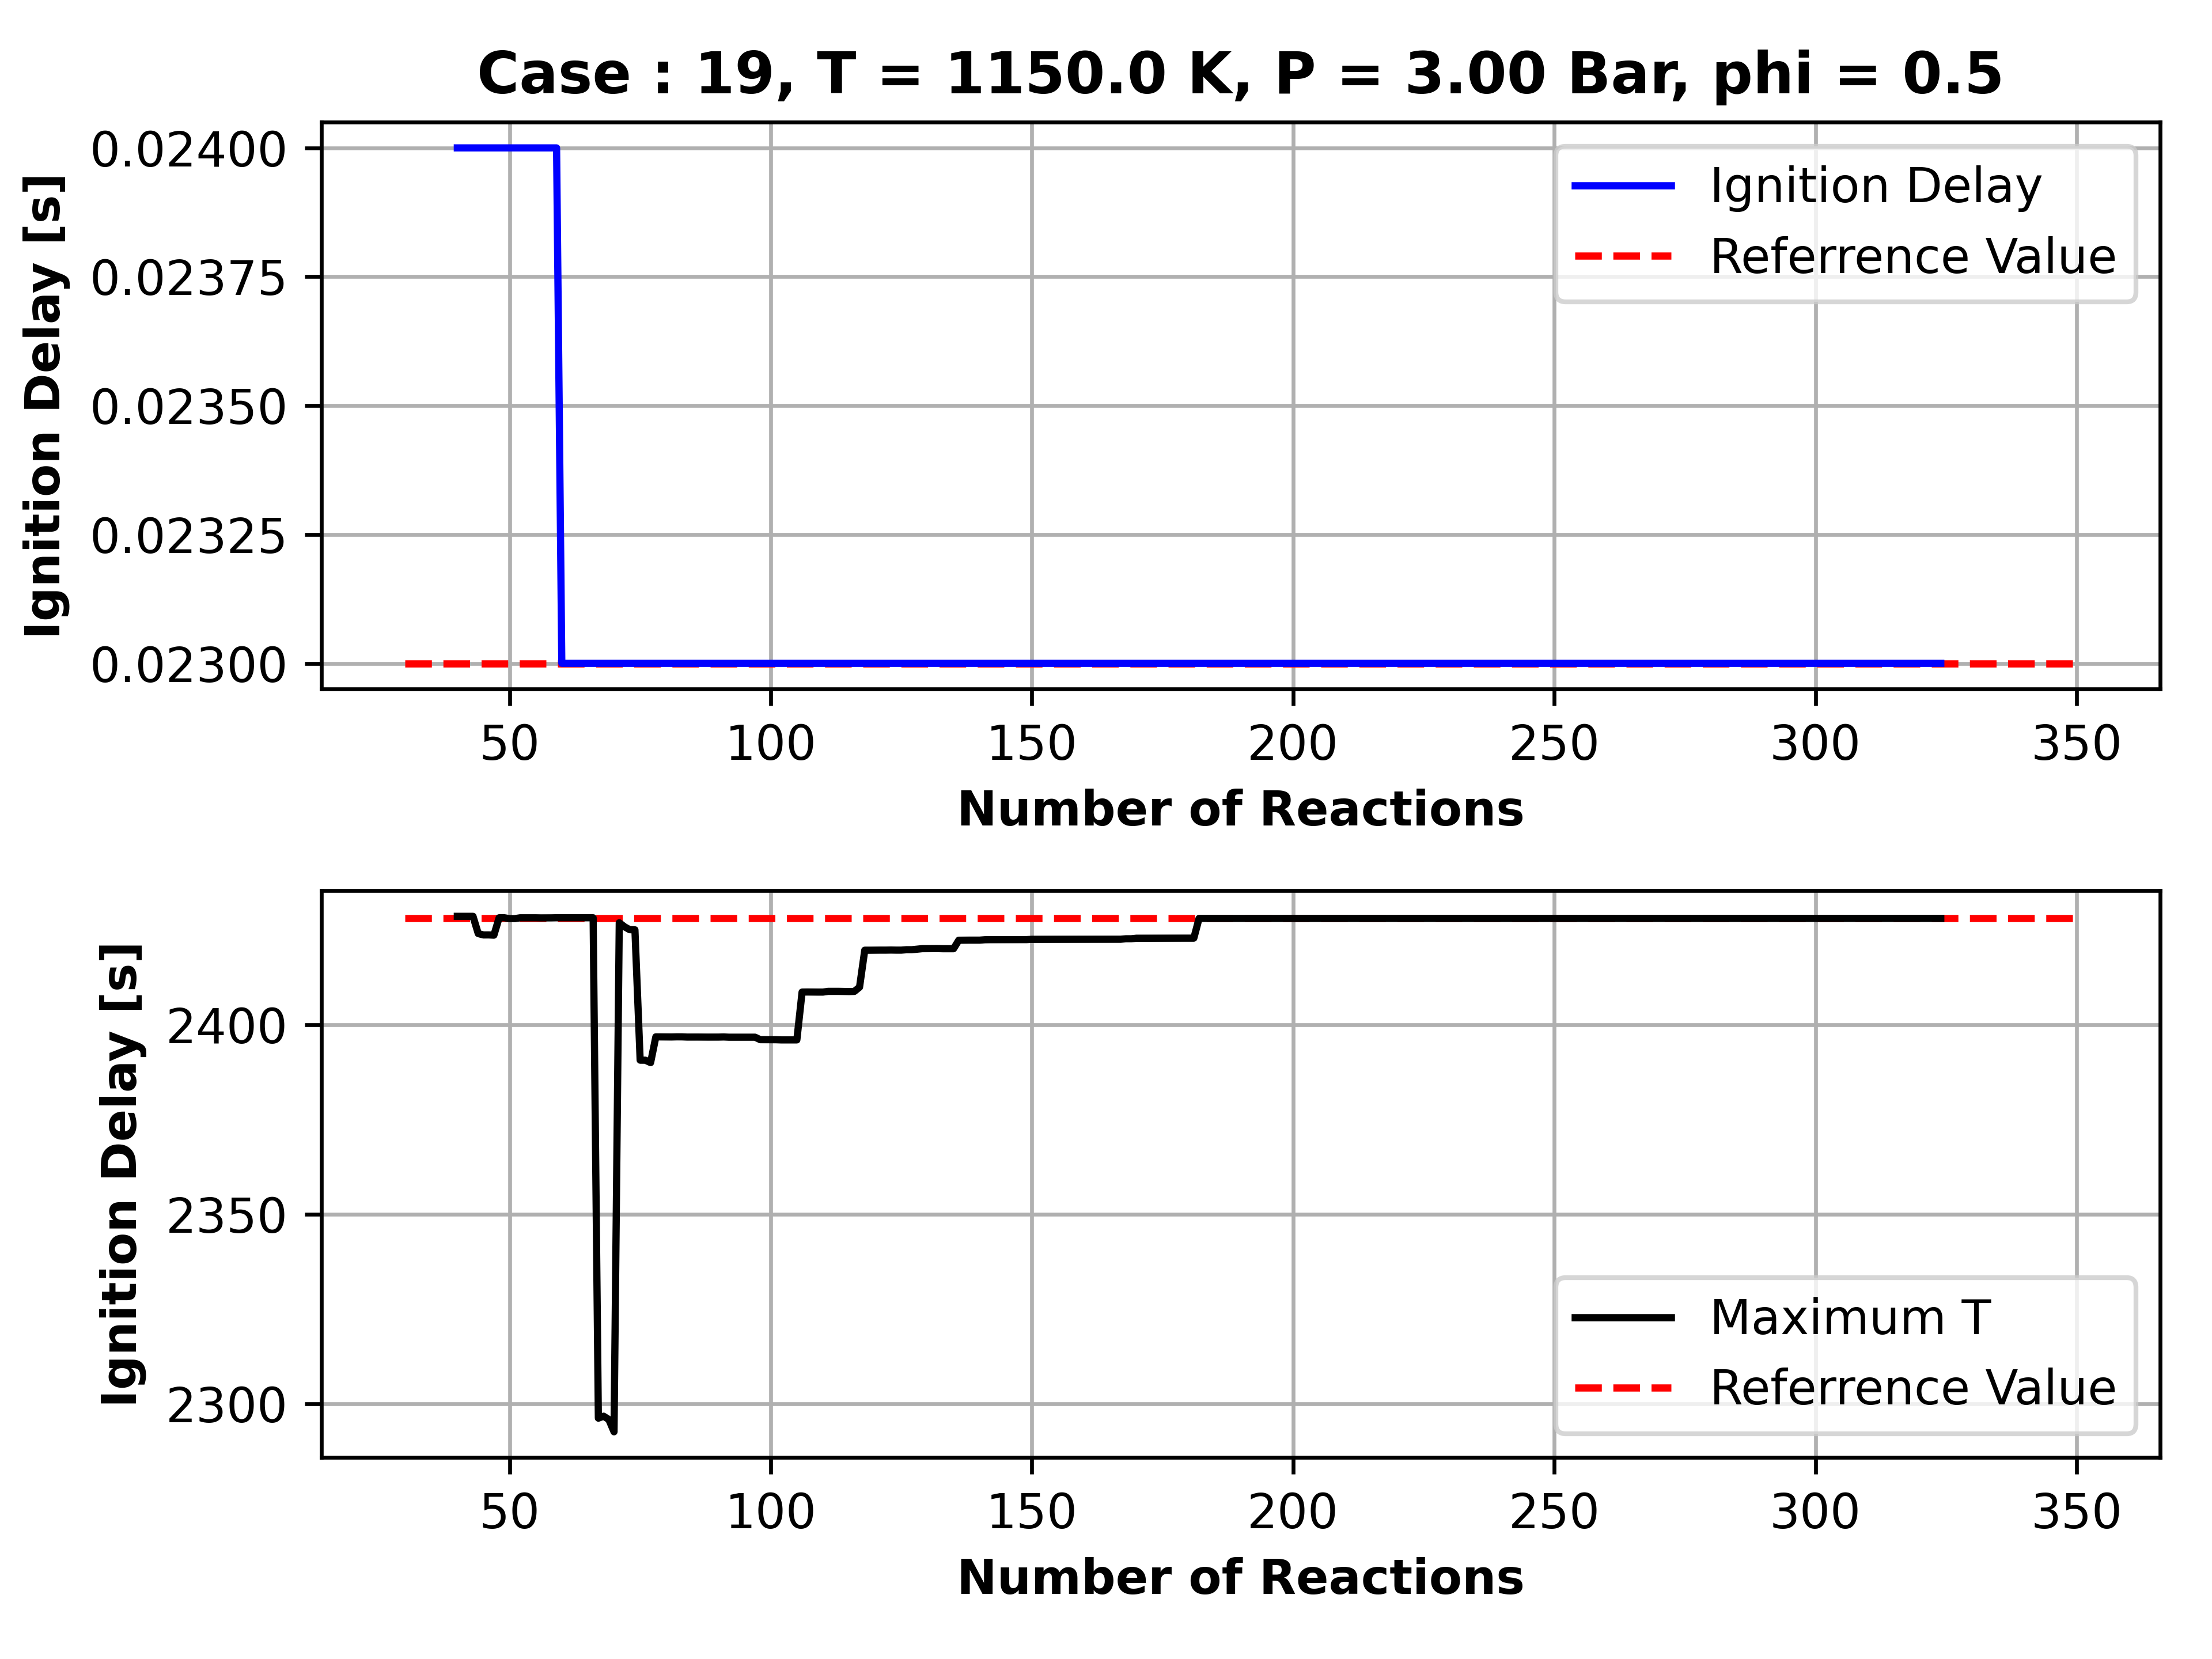 Case : 19, T = 1150.0 K, P = 3.00 Bar, phi = 0.5
Ignition Delay [s]
0.02400
0.02375
0.02350
0.02325
0.02300
Ignition Delay
Referrence Value
50 100 150 200 250 300 350
Number of Reactions
Ignition Delay [s]
2400
2350
2300
Maximum T
Referrence Value
50 100 150 200 250 300 350
Number of Reactions